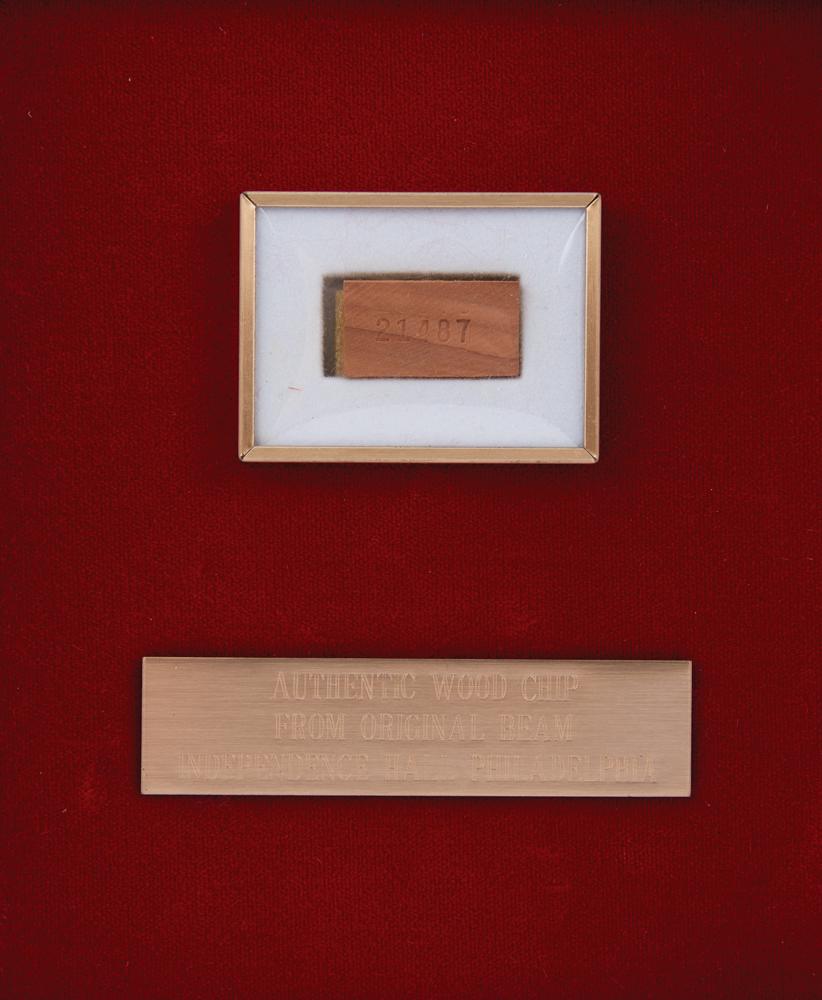 21487
AUTHENTIC WOOD CHIP
FROM ORIGINAL BEAM
INDEPENDENCE HALL PHILADELPHIA